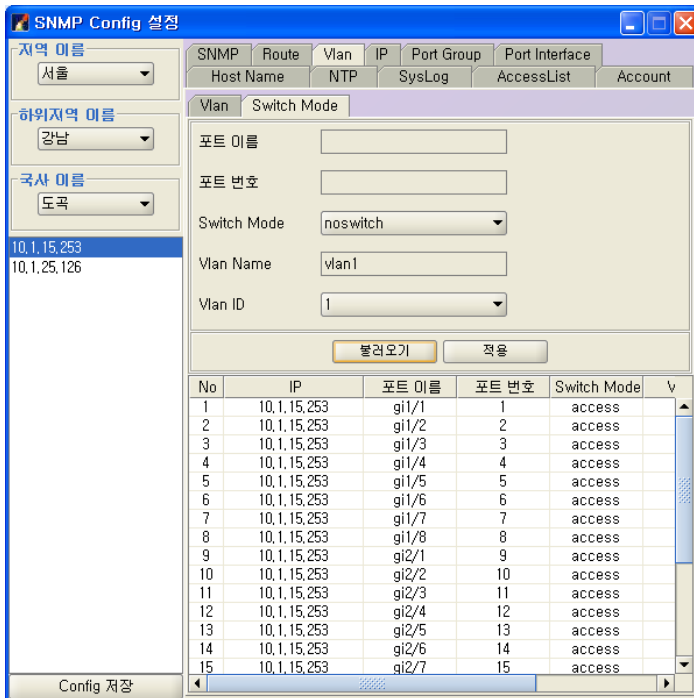 SNMP Config 설정
지역 이름
서울
하위지역 이름
강남
국사 이름
도곡
10,1,15,253
10,1,25,126
Config 저장
SNMP Route Vlan IP Port Group Port Interface
Host Name NTP SysLog AccessList Account
Vlan Switch Mode
포트 이름
포트 번호
Switch Mode noswitch
Vlan Name vlan1
Vlan ID 1
불러오기 적용
No IP 포트 이름 포트 번호 Switch Mode V
1 10,1,15,253 gi1/1 1 access
2 10,1,15,253 gi1/2 2 access
3 10,1,15,253 gi1/3 3 access
4 10,1,15,253 gi1/4 4 access
5 10,1,15,253 gi1/5 5 access
6 10,1,15,253 gi1/6 6 access
7 10,1,15,253 gi1/7 7 access
8 10,1,15,253 gi1/8 8 access
9 10,1,15,253 gi2/1 9 access
10 10,1,15,253 gi2/2 10 access
11 10,1,15,253 gi2/3 11 access
12 10,1,15,253 gi2/4 12 access
13 10,1,15,253 gi2/5 13 access
14 10,1,15,253 gi2/6 14 access
15 10,1,15,253 gi2/7 15 access